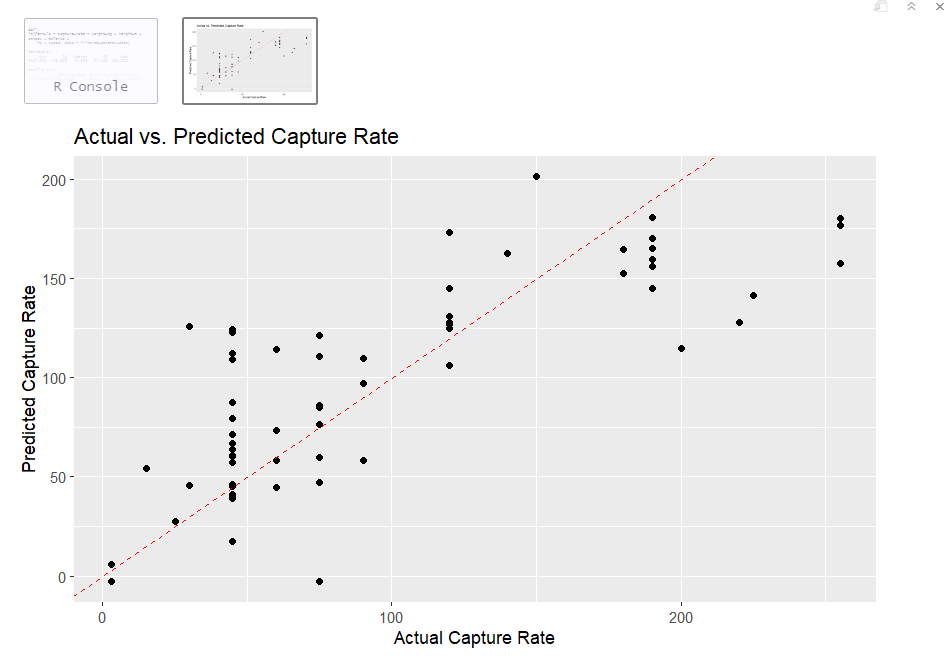 R Console
Actual vs. Predicted Capture Rate
Predicted Capture Rate
200
150
100
50
0
0
100
200
Actual Capture Rate